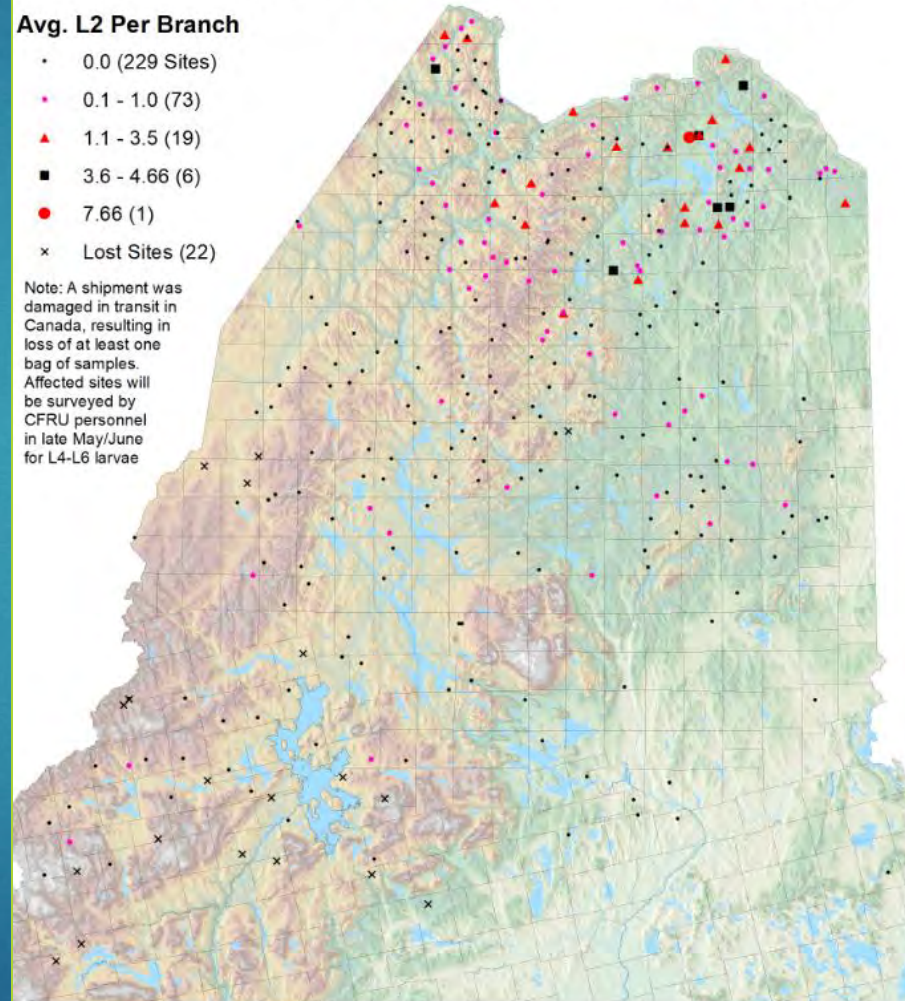 Avg. L2 Per Branch
0.0 (229 Sites)
0.1 - 1.0 (73)
1.1 - 3.5 (19)
3.6 - 4.66 (6)
7.66 (1)
Lost Sites (22)
Note: A shipment was
damaged in transit in
Canada, resulting in
loss of at least one
bag of samples.
Affected sites will
be surveyed by
CFRU personnel
in late May/June
for L4-L6 larvae